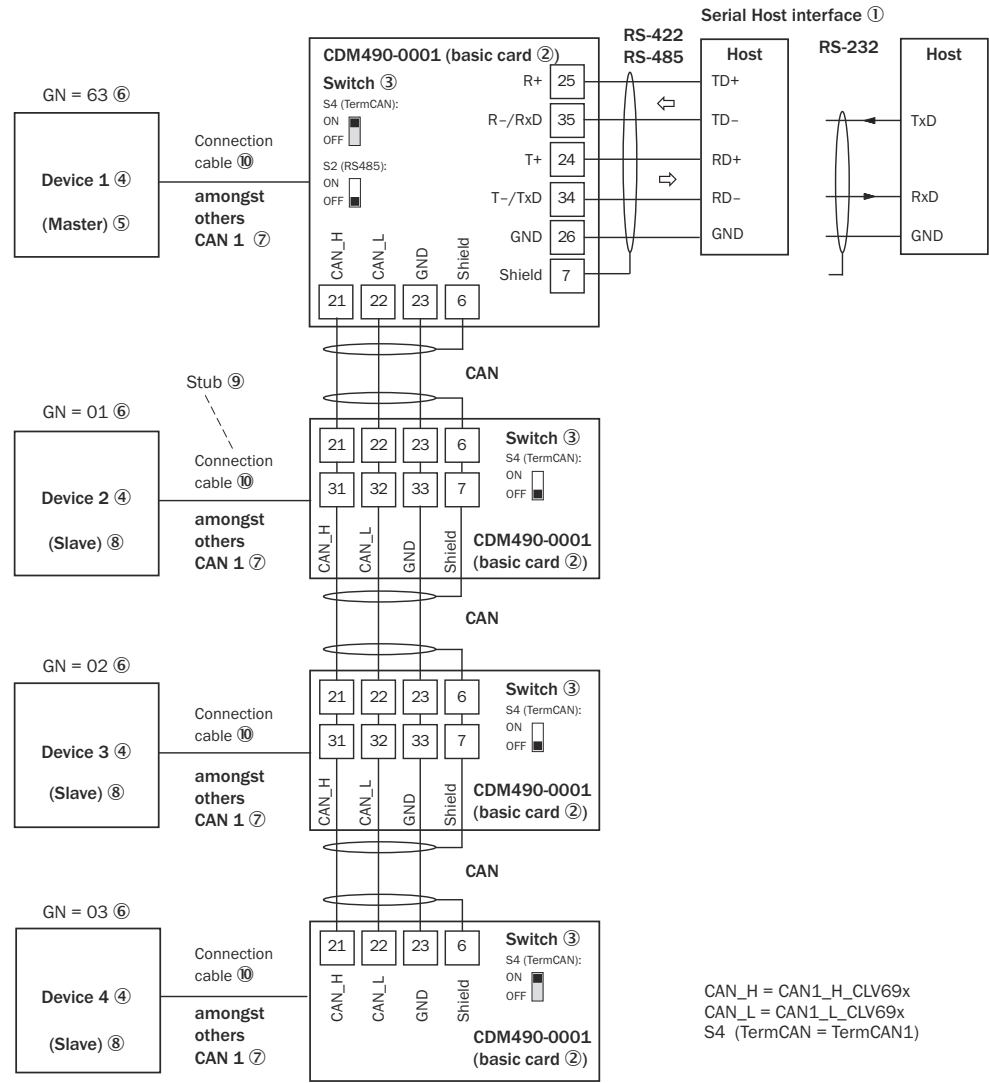 Serial Host interface ①
RS-422
RS-485
Host
RS-232
Host
CDM490-0001 (basic card ②)
Switch ③
S4 (TermCAN):
ON
OFF
S2 (RS485):
ON
OFF
R+ 25 TD+
R–/RxD 35 TD–
T+ 24 RD+
T–/TxD 34 RD–
GND 26 GND
Shield 7
TxD
RxD
GND
CAN_H
CAN_L
GND
Shield
21 22 23 6
GN = 63 ⑥
Device 1 ④
(Master) ⑤
Connection
cable ⑩
amongst
others
CAN 1 ⑦
CAN
Stub ⑨
GN = 01 ⑥
Device 2 ④
(Slave) ⑧
Connection
cable ⑩
amongst
others
CAN 1 ⑦
21 22 23 6
31 32 33 7
CAN_H
CAN_L
GND
Shield
Switch ③
S4 (TermCAN):
ON
OFF
CDM490-0001
(basic card ②)
CAN
GN = 02 ⑥
Device 3 ④
(Slave) ⑧
Connection
cable ⑩
amongst
others
CAN 1 ⑦
21 22 23 6
31 32 33 7
CAN_H
CAN_L
GND
Shield
Switch ③
S4 (TermCAN):
ON
OFF
CDM490-0001
(basic card ②)
CAN
GN = 03 ⑥
Device 4 ④
(Slave) ⑧
Connection
cable ⑩
amongst
others
CAN 1 ⑦
21 22 23 6
CAN_H
CAN_L
GND
Shield
Switch ③
S4 (TermCAN):
ON
OFF
CDM490-0001
(basic card ②)
CAN_H = CAN1_H_CLV69x
CAN_L = CAN1_L_CLV69x
S4 (TermCAN = TermCAN1)